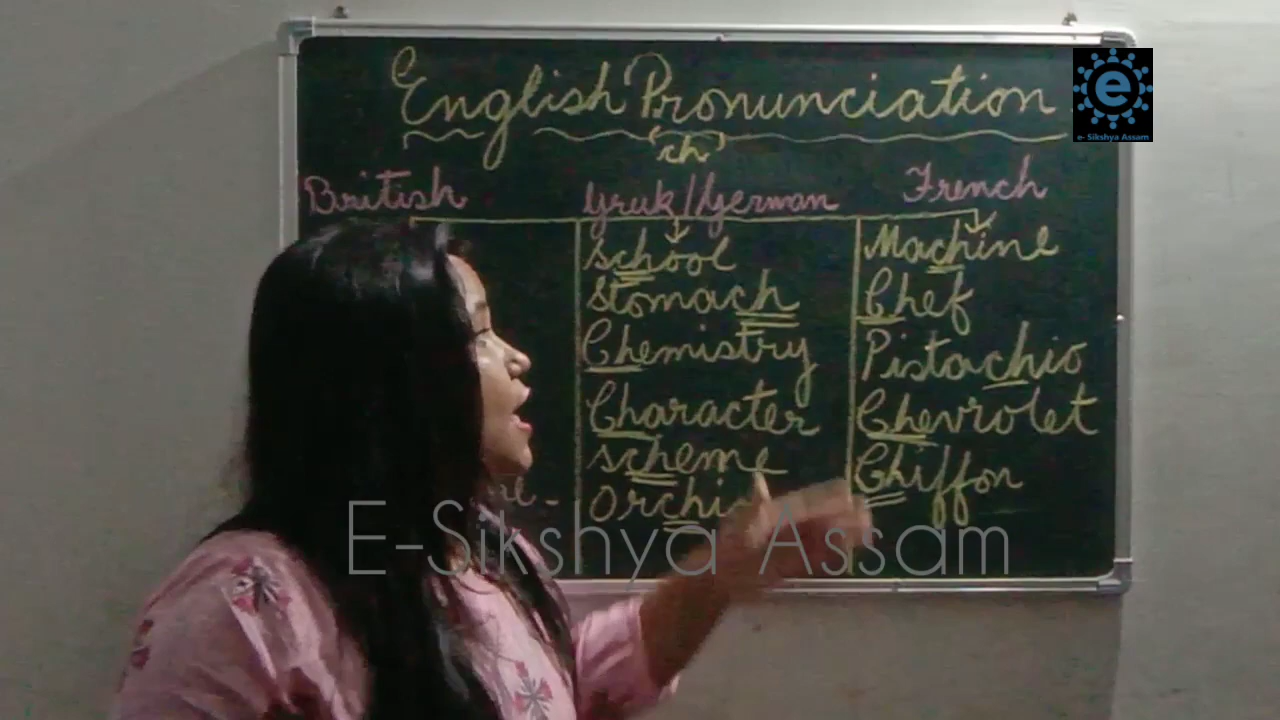 English Pronunciation
"ch"
British Greek/German French
School Machine
Stomach Chef
Chemistry Pistachio
Character Chevrolet
Scheme Chiffon
Orchi
E-Sikshya Assam
e
e- Sikshya Assam